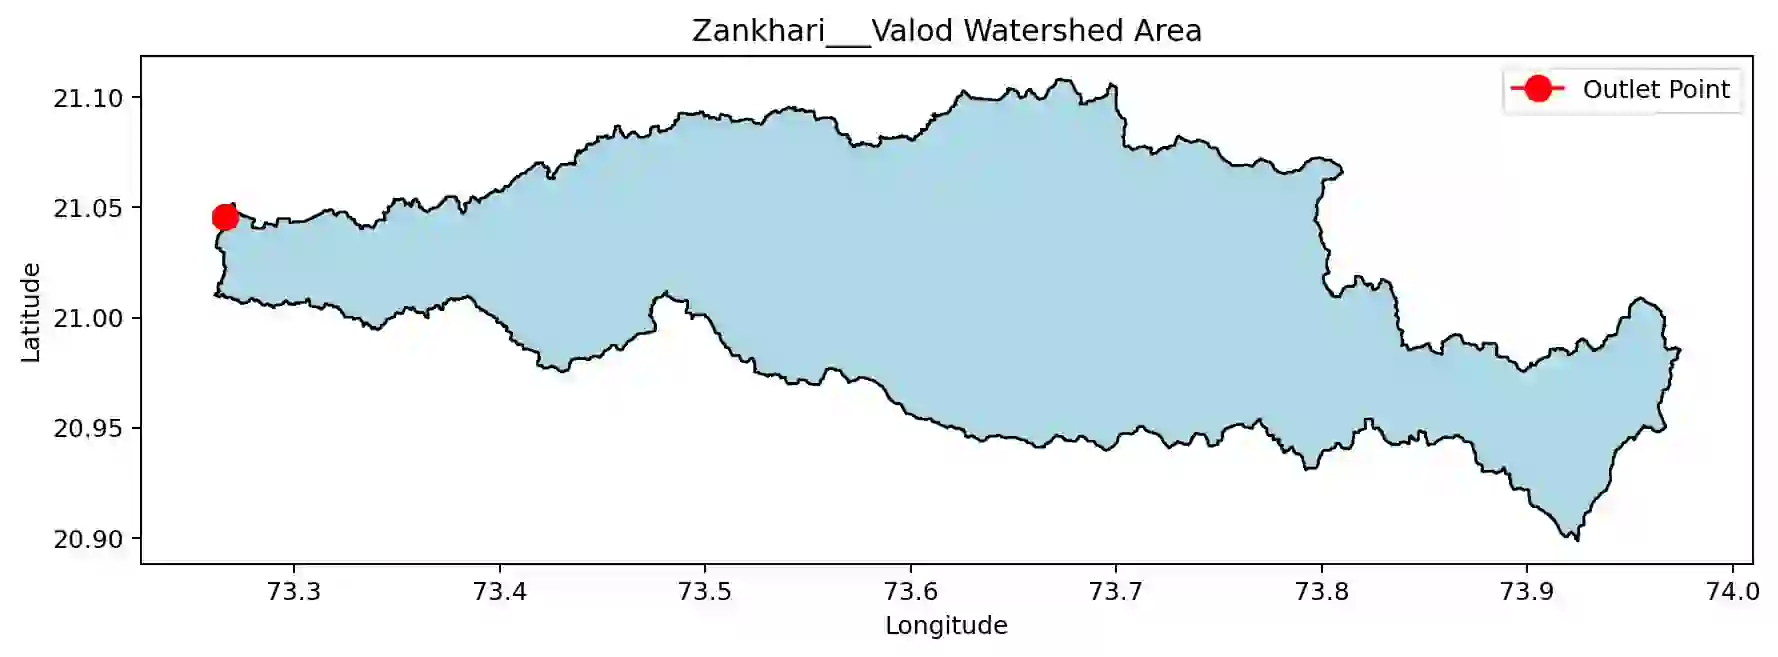 Zankhari___Valod Watershed Area
Outlet Point
Latitude
21.10
21.05
21.00
20.95
20.90
73.3 73.4 73.5 73.6 73.7 73.8 73.9 74.0
Longitude